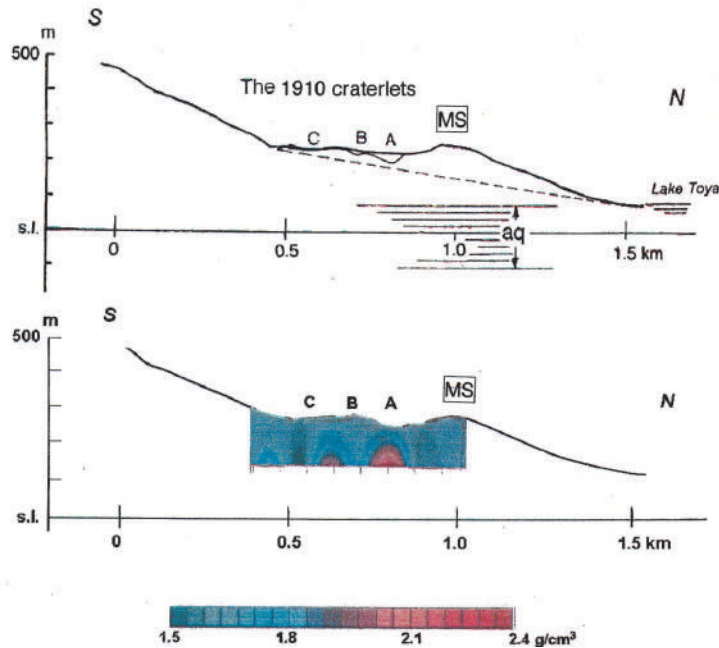 S
m
500
The 1910 craterlets
N
MS
C B A
Lake Toya
s.l.
aq
0 0.5 1.0 1.5 km
S
m
500
MS
C B A
N
s.l.
0 0.5 1.0 1.5 km
1.5 1.8 2.1 2.4 g/cm³